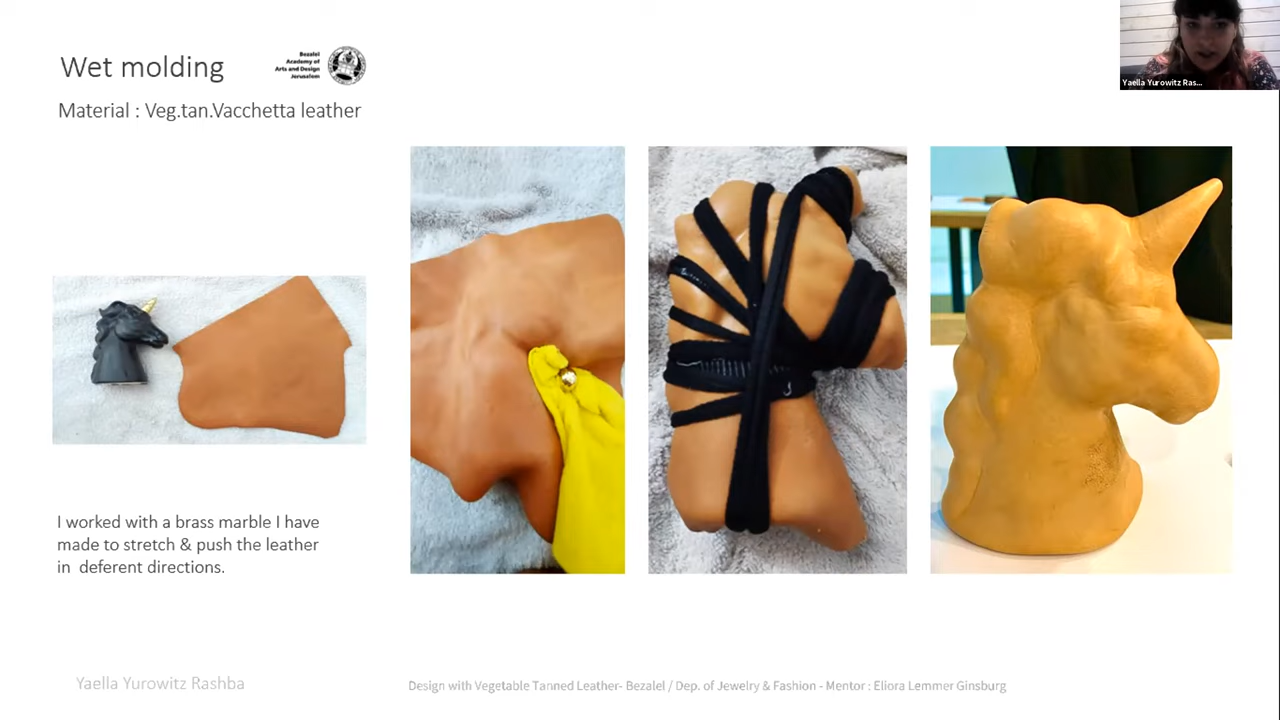 Wet molding
Bezalel
Academy of
Arts and Design
Jerusalem
Material : Veg.tan.Vacchetta leather
Yaella Yurowitz Ras...
I worked with a brass marble I have
made to stretch & push the leather
in deferent directions.
Yaella Yurowitz Rashba
Design with Vegetable Tanned Leather- Bezalel / Dep. of Jewelry & Fashion - Mentor : Eliora Lemmer Ginsburg